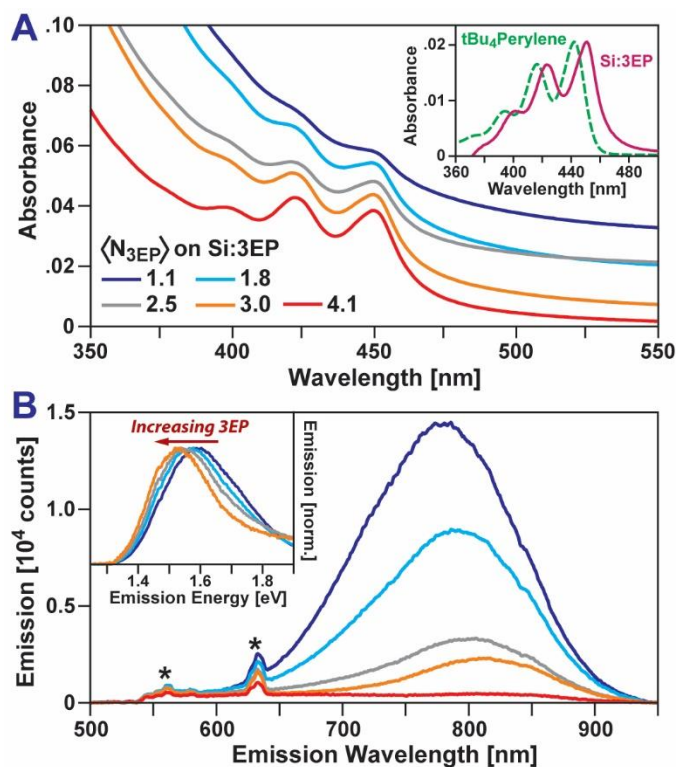 A
Absorbance
.10
.08
.06
.04
.02
0
350
400
450
500
550
Wavelength [nm]
⟨N3EP⟩ on Si:3EP
1.1
1.8
2.5
3.0
4.1
tBu4Perylene
Si:3EP
Absorbance
.02
.01
0
360
400
440
480
Wavelength [nm]
B
Emission [10^4 counts]
1.5
1.0
0.5
0
500
600
700
800
900
Emission Wavelength [nm]
Increasing 3EP
Emission [norm.]
1.4
1.6
1.8
Emission Energy [eV]
*
*